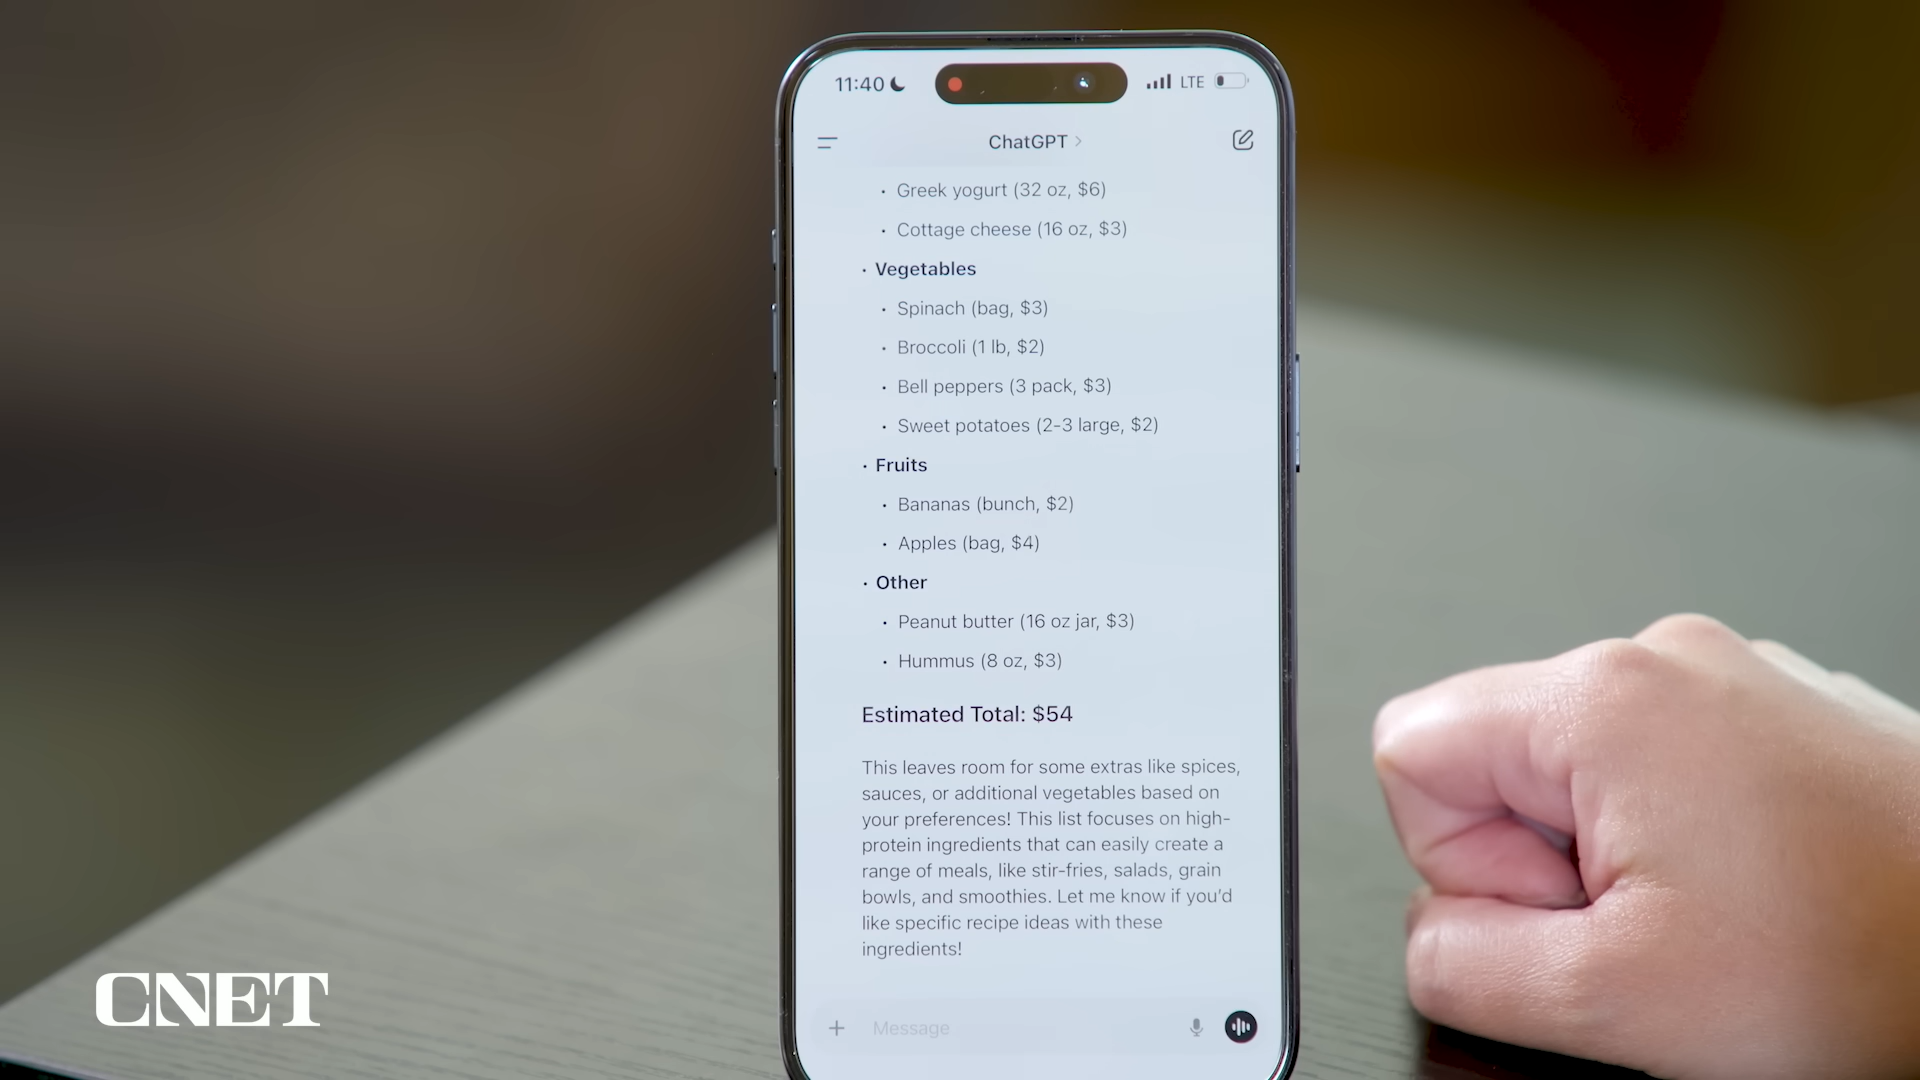 11:40
LTE
ChatGPT >
• Greek yogurt (32 oz, $6)
• Cottage cheese (16 oz, $3)
• Vegetables
• Spinach (bag, $3)
• Broccoli (1 lb, $2)
• Bell peppers (3 pack, $3)
• Sweet potatoes (2-3 large, $2)
• Fruits
• Bananas (bunch, $2)
• Apples (bag, $4)
• Other
• Peanut butter (16 oz jar, $3)
• Hummus (8 oz, $3)
Estimated Total: $54
This leaves room for some extras like spices,
sauces, or additional vegetables based on
your preferences! This list focuses on high-
protein ingredients that can easily create a
range of meals, like stir-fries, salads, grain
bowls, and smoothies. Let me know if you'd
like specific recipe ideas with these
ingredients!
Message
CNET